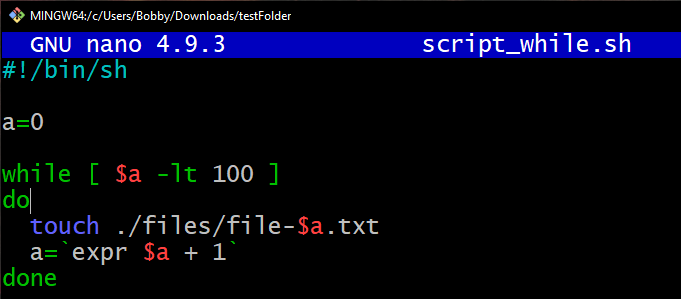 MINGW64:/c/Users/Bobby/Downloads/testFolder
GNU nano 4.9.3 script_while.sh
#!/bin/sh
a=0
while [ $a -lt 100 ]
do
touch ./files/file-$a.txt
a=`expr $a + 1`
done